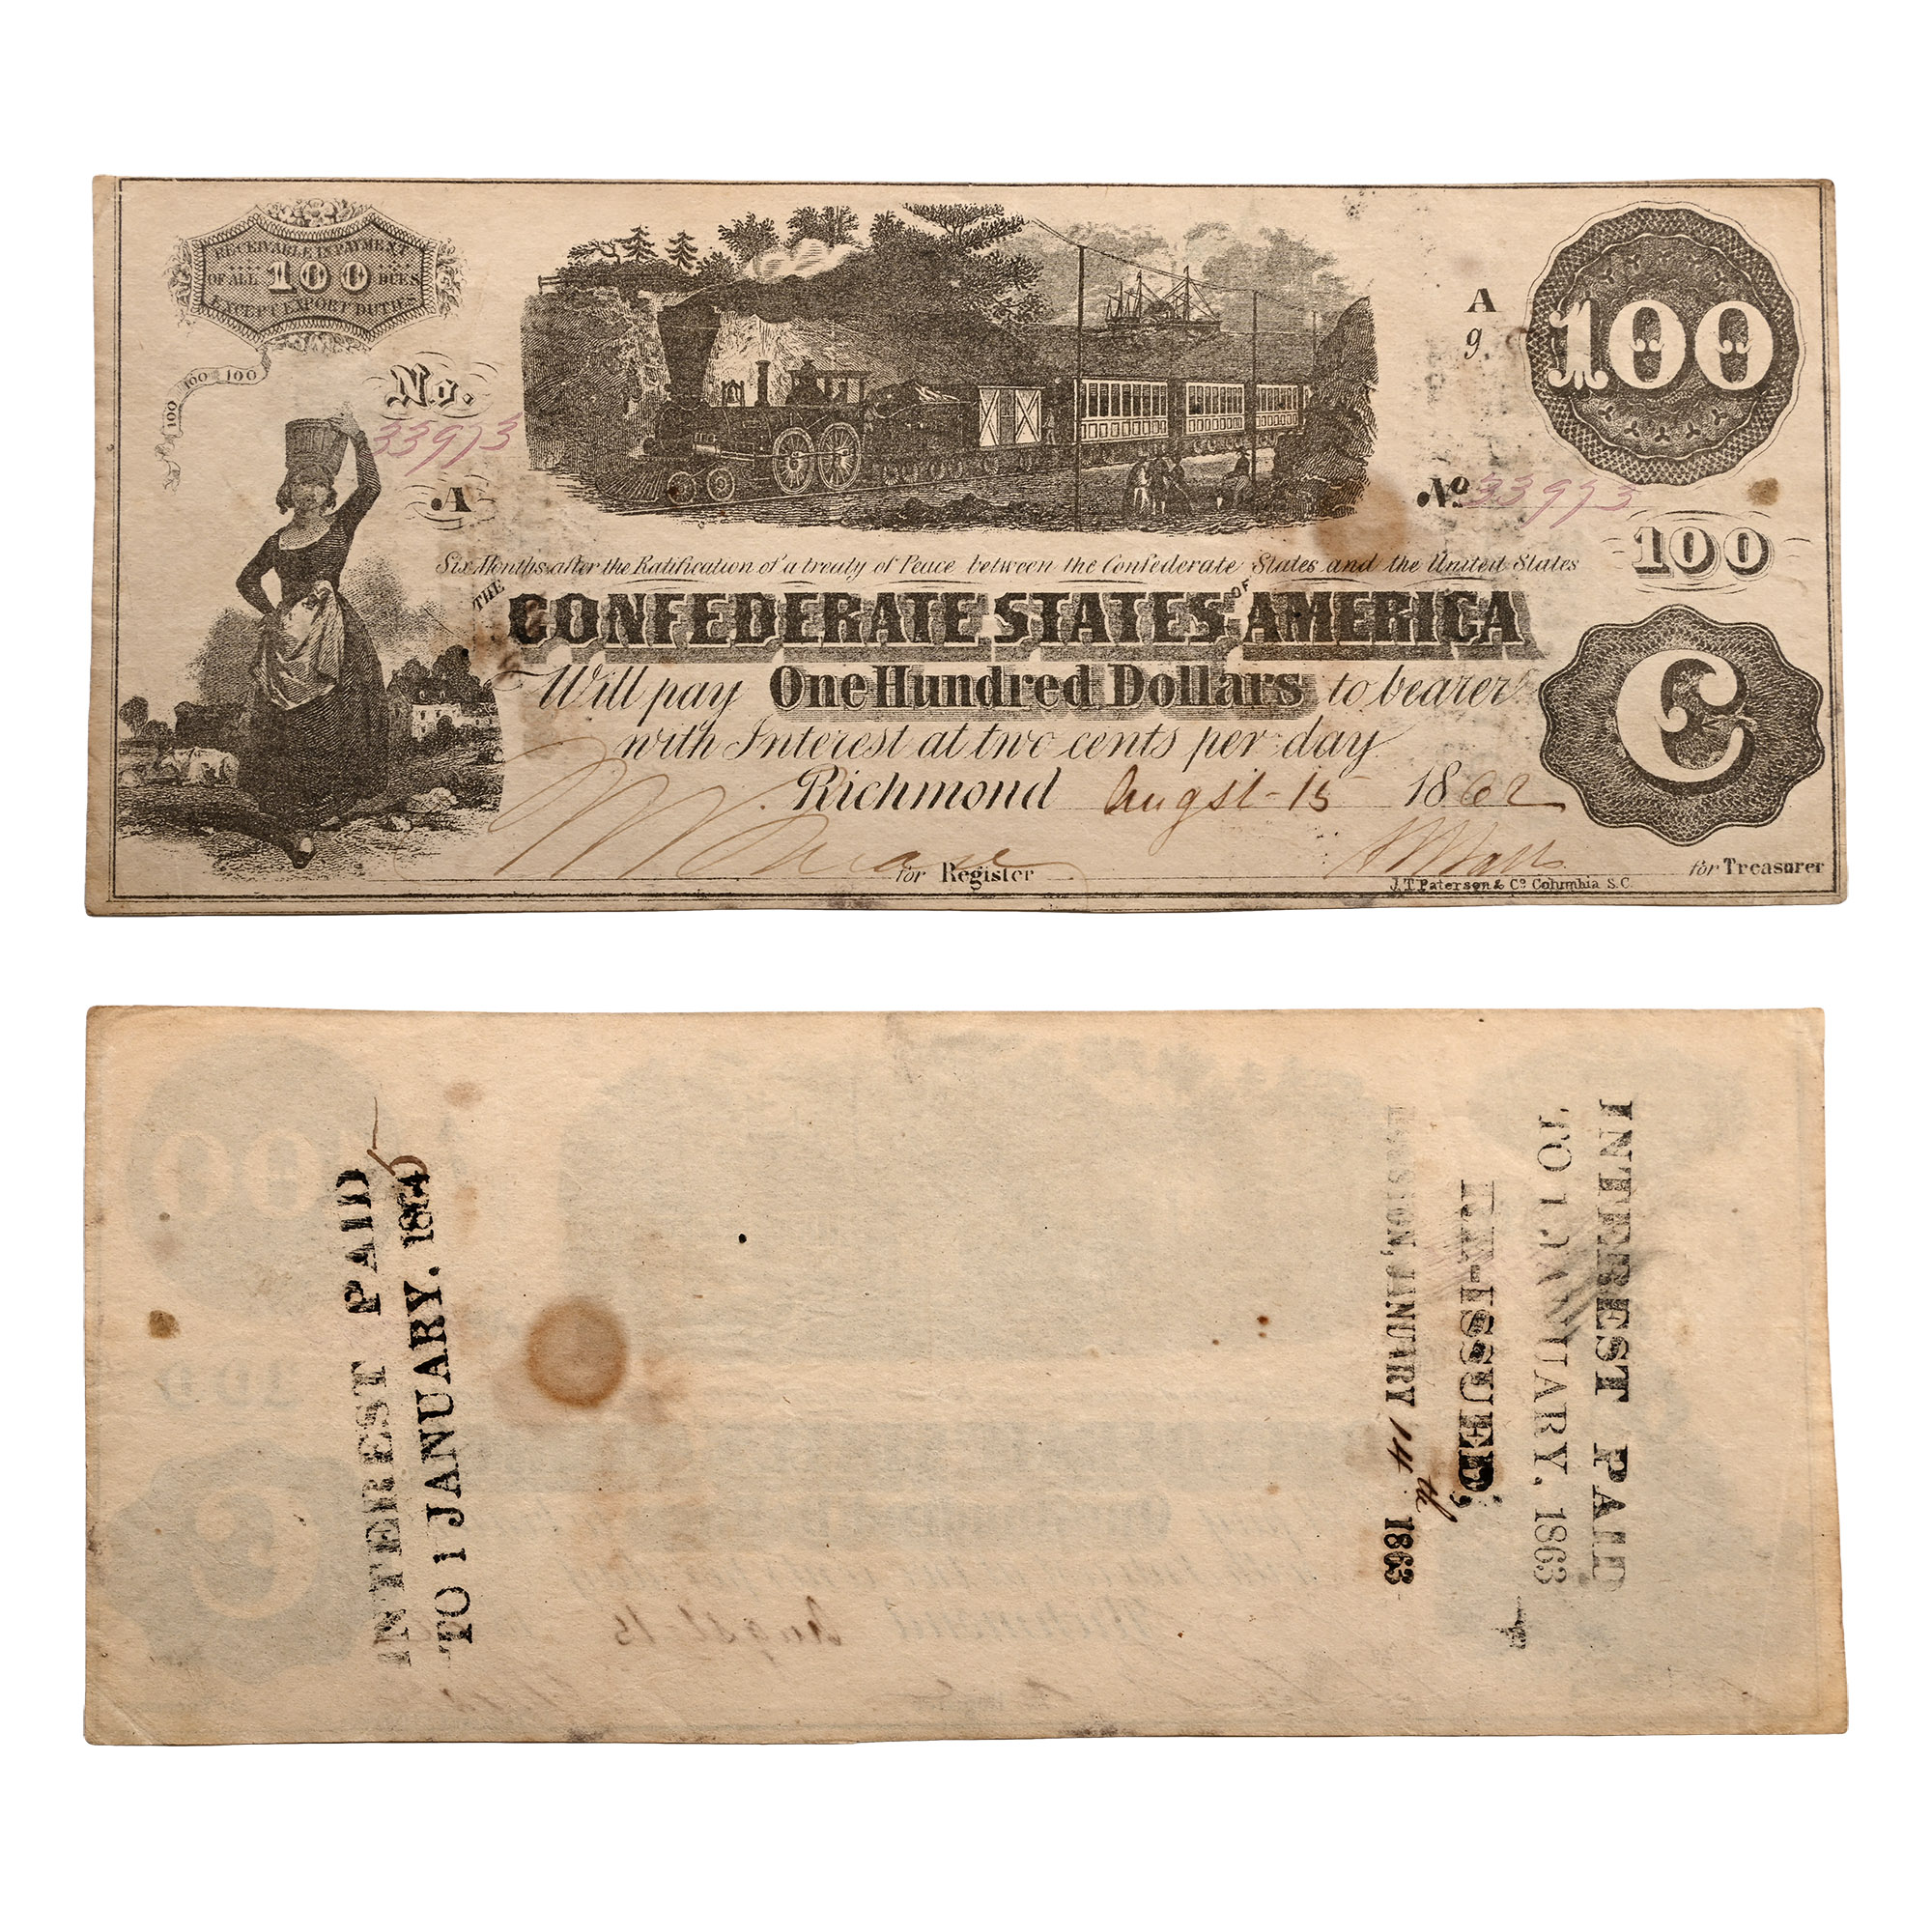 RECEIVABLE IN PAYMENT
OF ALL 100 DUES
EXCEPT EXPORT DUTIES
100 100
100
No.
33973
A
A
9.
100
No 33973
100
Six Months after the Ratification of a treaty of Peace between the Confederate States and the United States
THE CONFEDERATE STATES OF AMERICA
Will pay One Hundred Dollars to bearer
with Interest at two cents per day
Richmond Augst-15 1862
C
for Register
for Treasurer
J.T. Paterson & Co Columbia S.C.
INTEREST PAID
TO 1 JANUARY, 186
INTEREST PAID
TO 1 JANUARY, 1863
RE-ISSUED,
JANUARY 14th 1863